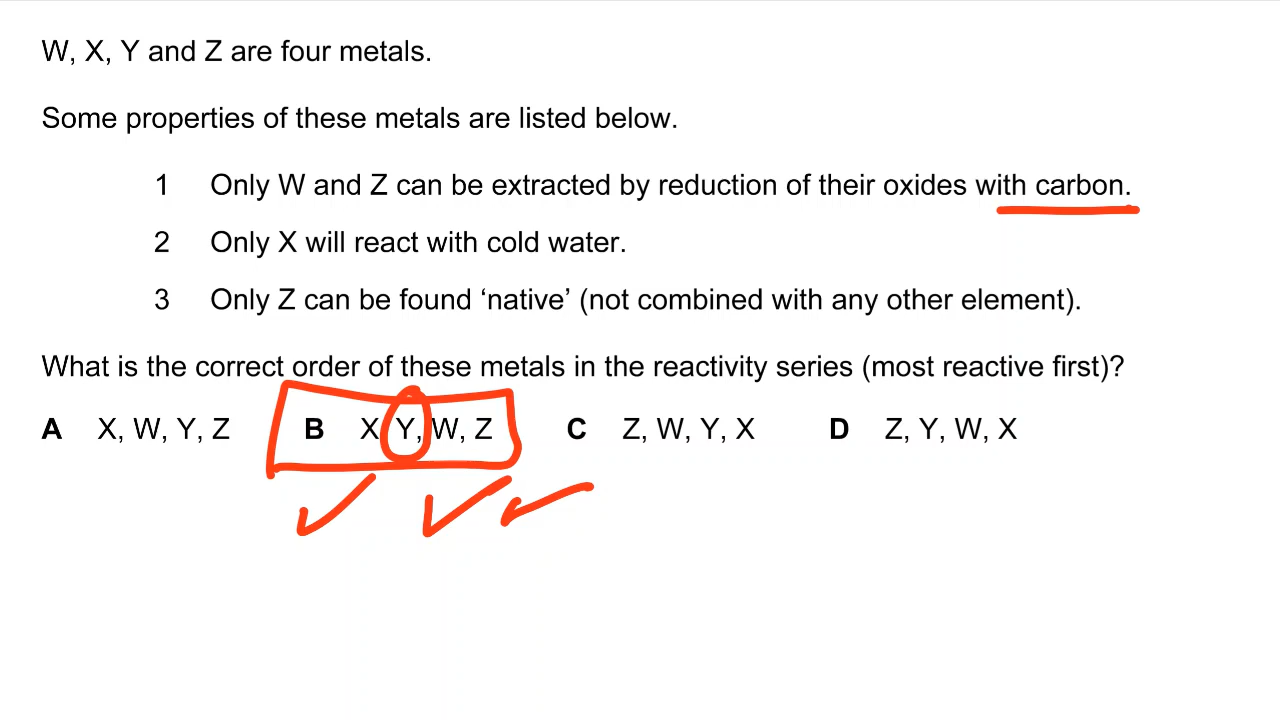 W, X, Y and Z are four metals.
Some properties of these metals are listed below.
1 Only W and Z can be extracted by reduction of their oxides with carbon.
2 Only X will react with cold water.
3 Only Z can be found ‘native’ (not combined with any other element).
What is the correct order of these metals in the reactivity series (most reactive first)?
A X, W, Y, Z B X, Y, W, Z C Z, W, Y, X D Z, Y, W, X